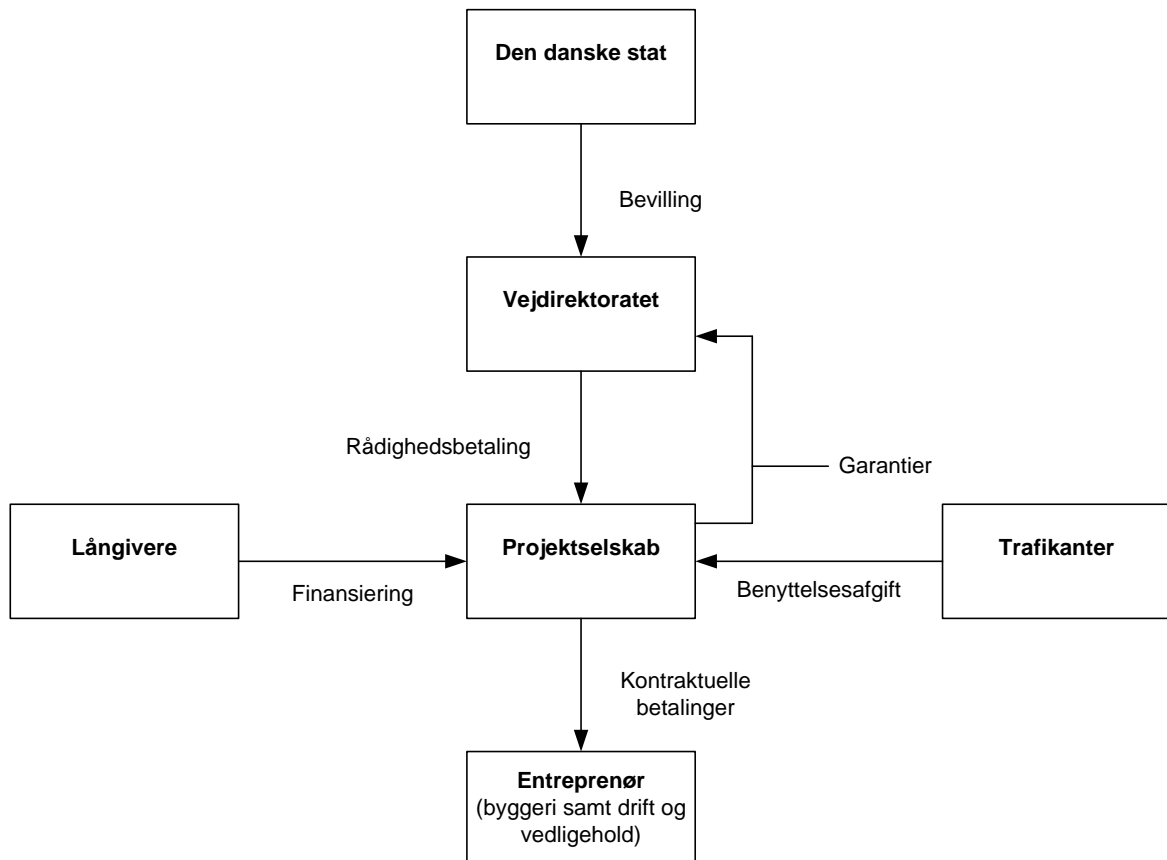 Den danske stat
Bevilling
Vejdirektoratet
Rådighedsbetaling
Garantier
Långivere
Projektselskab
Trafikanter
Finansiering
Benyttelsesafgift
Kontraktuelle
betalinger
Entreprenør
(byggeri samt drift og
vedligehold)